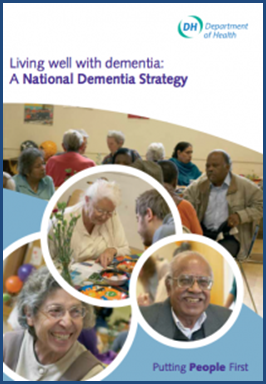 DH Department
of Health
Living well with dementia:
A National Dementia Strategy
Putting People First